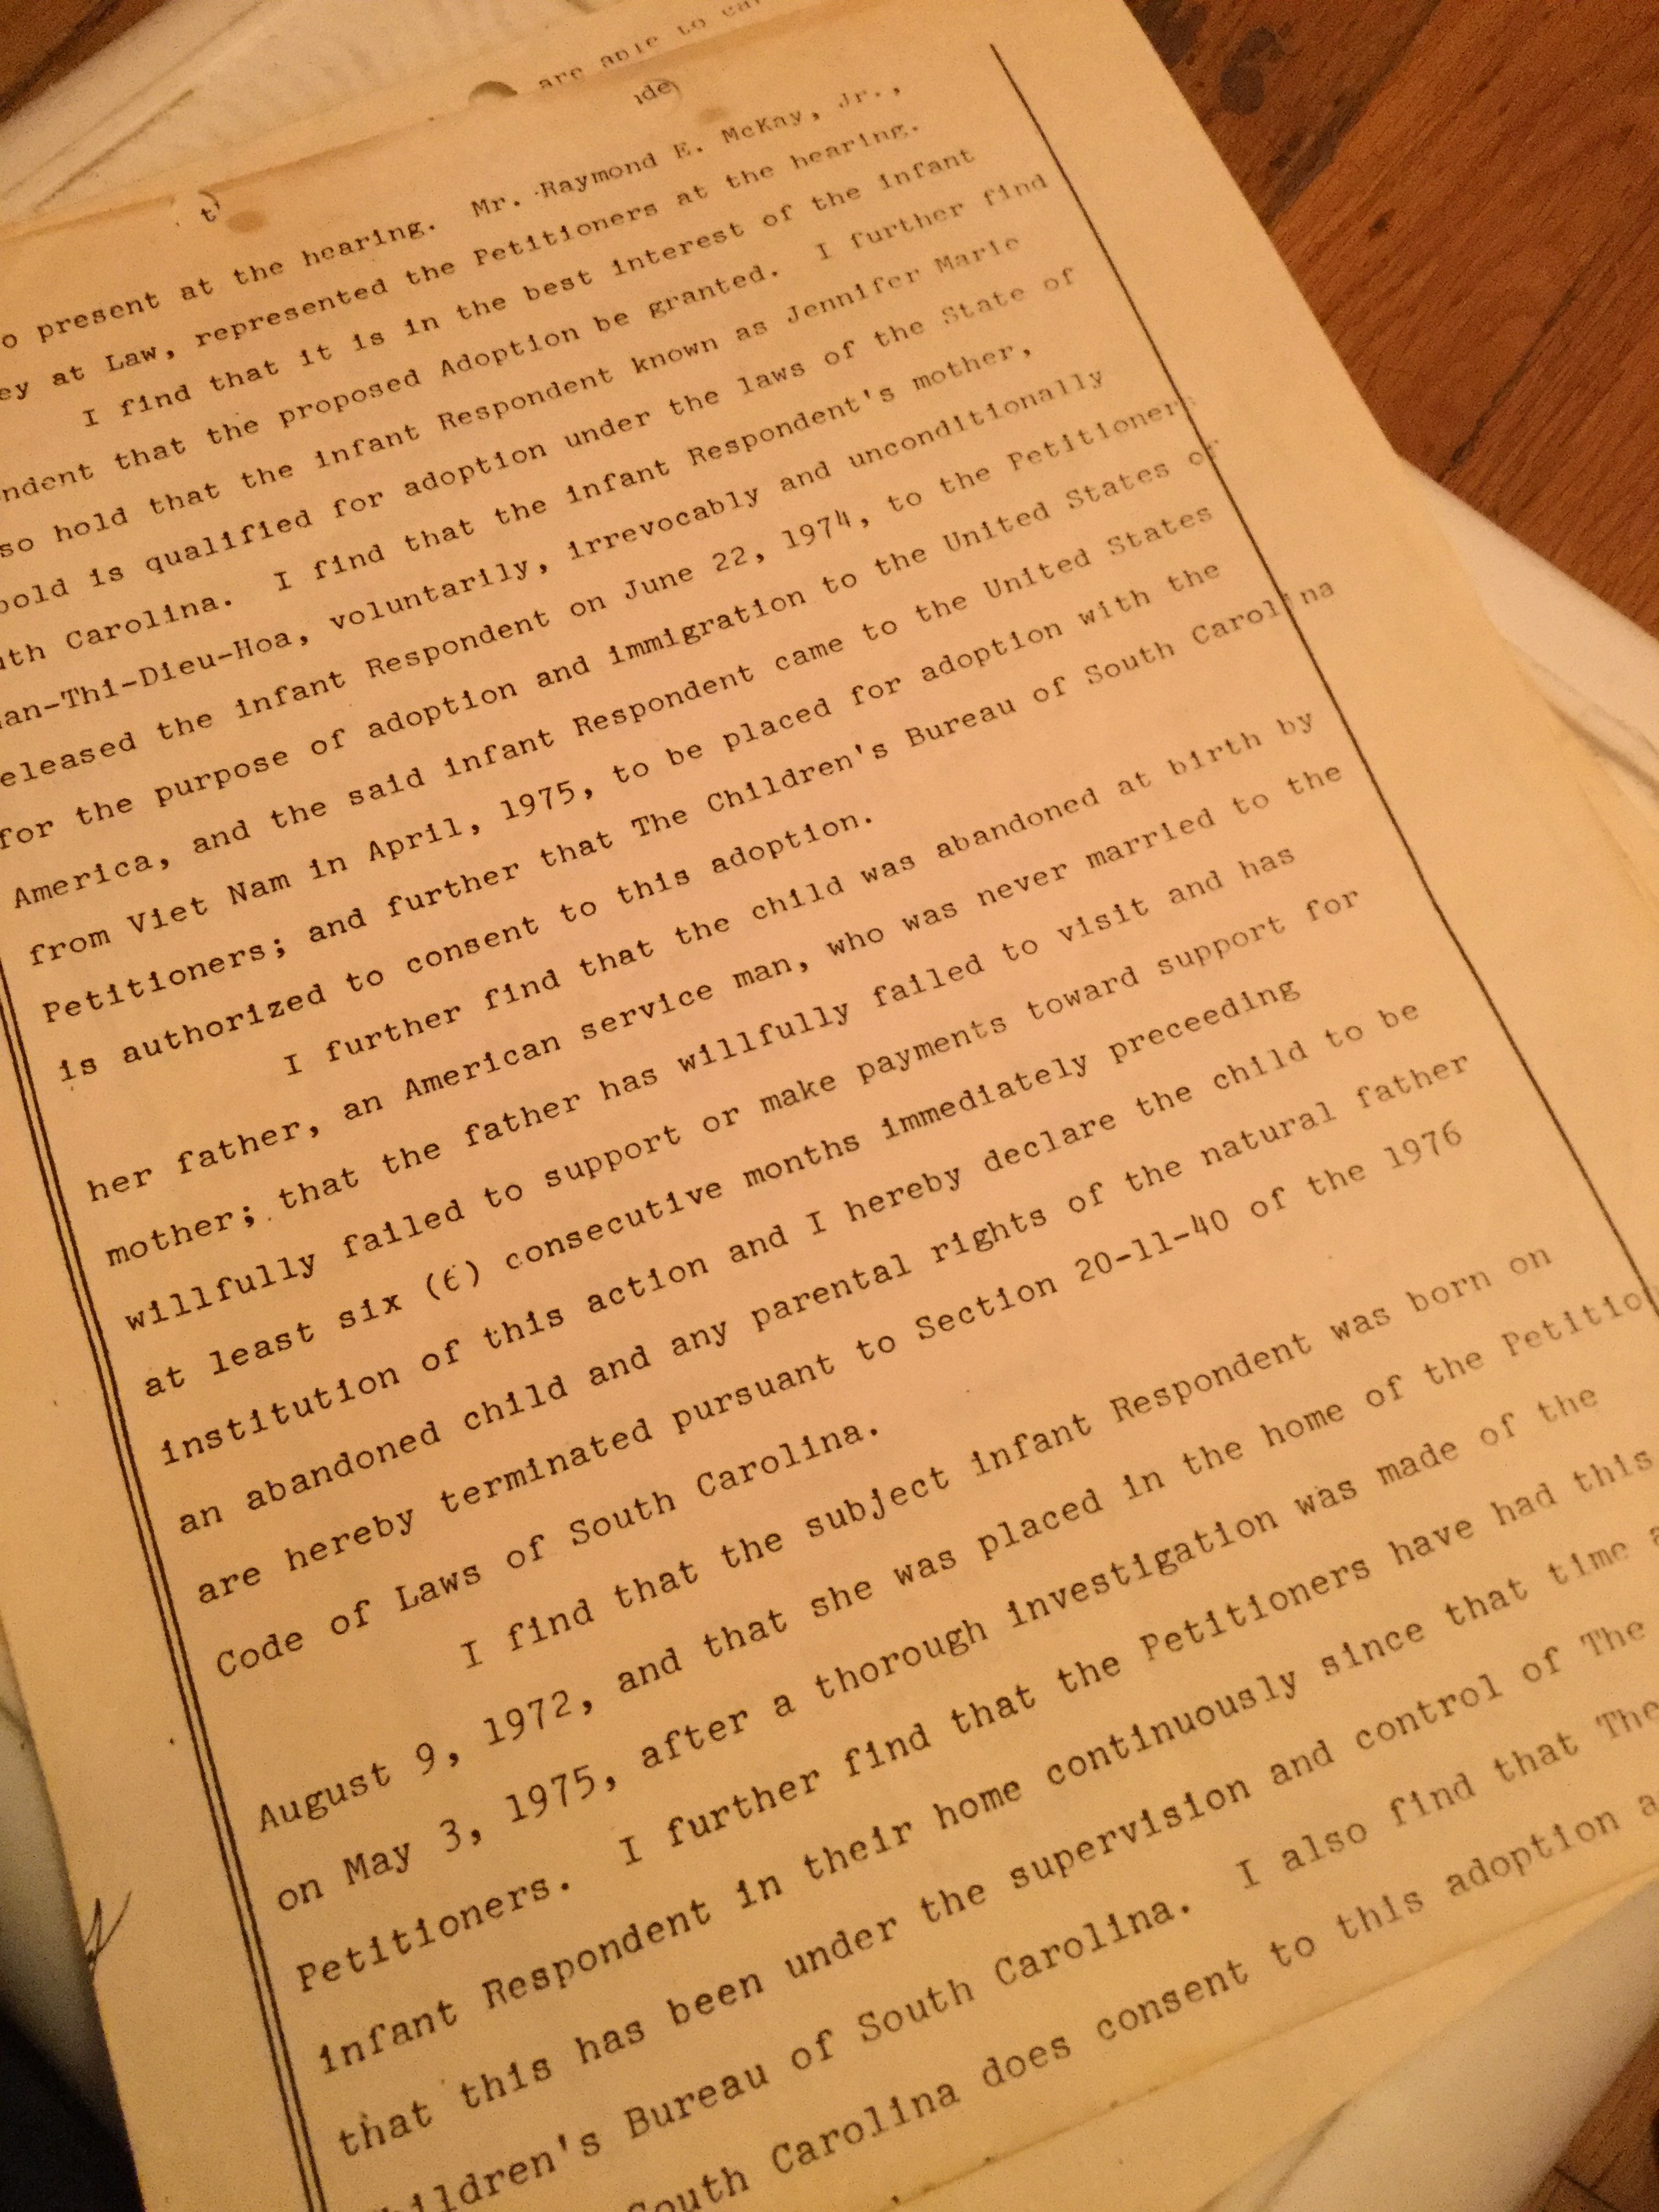 are able to
present at the hearing. Mr. Raymond E. McKay, Jr.,
at Law, represented the Petitioners at the hearing.
I find that it is in the best interest of the infant
that the proposed Adoption be granted. I further find
so hold that the infant Respondent known as Jennifer Marie
is qualified for adoption under the laws of the State of
Carolina. I find that the infant Respondent's mother,
-Thi-Dieu-Hoa, voluntarily, irrevocably and unconditionally
eleased the infant Respondent on June 22, 1974, to the Petitioners
for the purpose of adoption and immigration to the United States of
America, and the said infant Respondent came to the United States
from Viet Nam in April, 1975, to be placed for adoption with the
Petitioners; and further that The Children's Bureau of South Carolina
is authorized to consent to this adoption.
I further find that the child was abandoned at birth by
her father, an American service man, who was never married to the
mother; that the father has willfully failed to visit and has
willfully failed to support or make payments toward support for
at least six (6) consecutive months immediately preceeding
institution of this action and I hereby declare the child to be
an abandoned child and any parental rights of the natural father
are hereby terminated pursuant to Section 20-11-40 of the 1976
Code of Laws of South Carolina.
I find that the subject infant Respondent was born on
August 9, 1972, and that she was placed in the home of the Petitio
on May 3, 1975, after a thorough investigation was made of the
Petitioners. I further find that the Petitioners have had this
infant Respondent in their home continuously since that time a
that this has been under the supervision and control of The
ildren's Bureau of South Carolina. I also find that The
South Carolina does consent to this adoption a